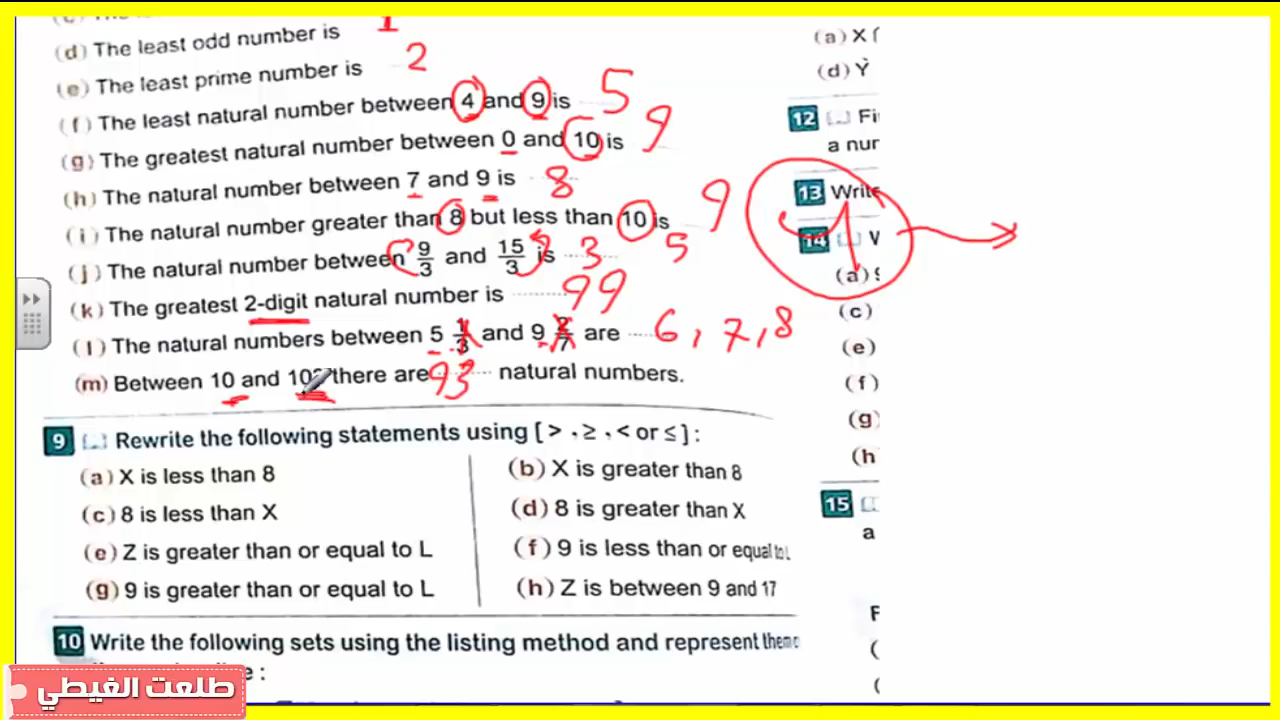 (d) The least odd number is 1
(e) The least prime number is 2
(f) The least natural number between 4 and 9 is 5
(g) The greatest natural number between 0 and 10 is 9
(h) The natural number between 7 and 9 is 8
(i) The natural number greater than 8 but less than 10 is 9
(j) The natural number between 9/3 and 15/3 is 3 5
(k) The greatest 2-digit natural number is 99
(l) The natural numbers between 5 1/3 and 9 2/7 are 6, 7, 8
(m) Between 10 and there are 93 natural numbers.
9 Rewrite the following statements using [ > , ≥ , < or ≤ ] :
(a) X is less than 8
(b) X is greater than 8
(c) 8 is less than X
(d) 8 is greater than X
(e) Z is greater than or equal to L
(f) 9 is less than or equal to L
(g) 9 is greater than or equal to L
(h) Z is between 9 and 17
10 Write the following sets using the listing method and represent them
(a) X
(d) Y
12 Fi
a nur
13 Write
14 W
(a)
(c)
(e)
(f)
(g)
(h)
15
a
F
طلعت الغيطي